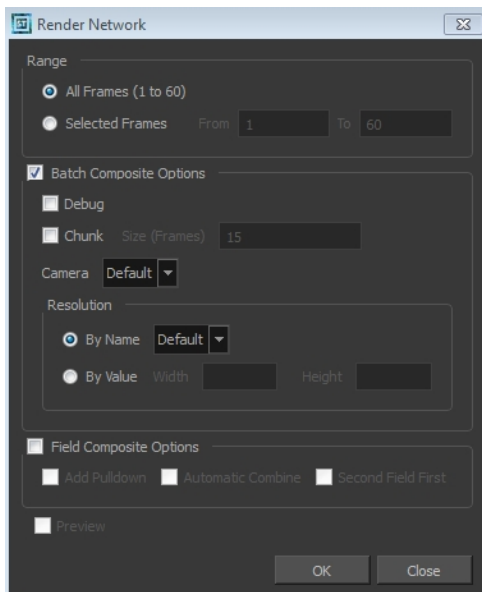 Render Network
Range
All Frames (1 to 60)
Selected Frames From 1 To 60
Batch Composite Options
Debug
Chunk Size (Frames) 15
Camera Default
Resolution
By Name Default
By Value Width Height
Field Composite Options
Add Pulldown Automatic Combine Second Field First
Preview
OK Close